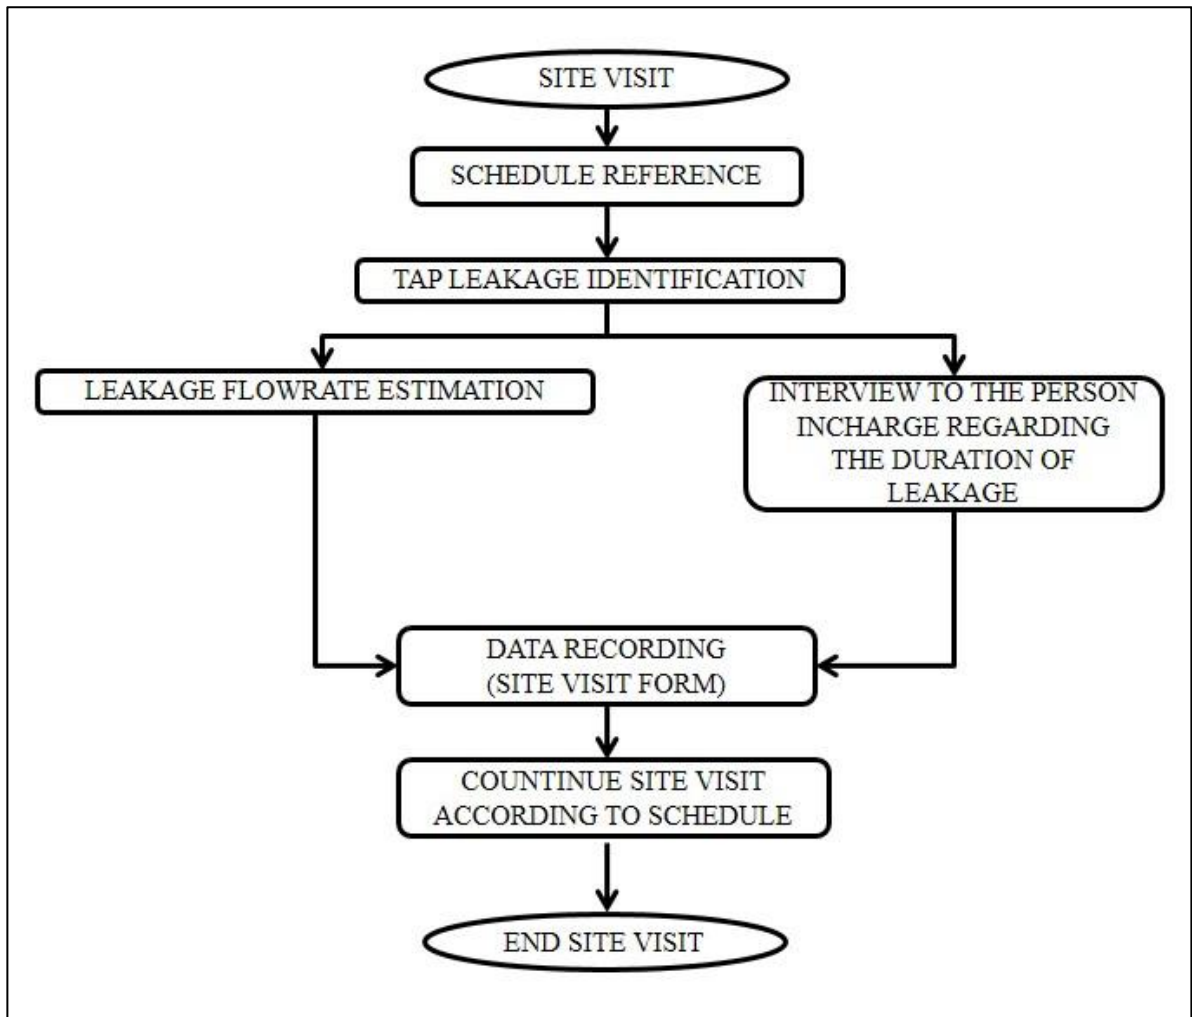 SITE VISIT
SCHEDULE REFERENCE
TAP LEAKAGE IDENTIFICATION
LEAKAGE FLOWRATE ESTIMATION
INTERVIEW TO THE PERSON
INCHARGE REGARDING
THE DURATION OF
LEAKAGE
DATA RECORDING
(SITE VISIT FORM)
COUNTINUE SITE VISIT
ACCORDING TO SCHEDULE
END SITE VISIT